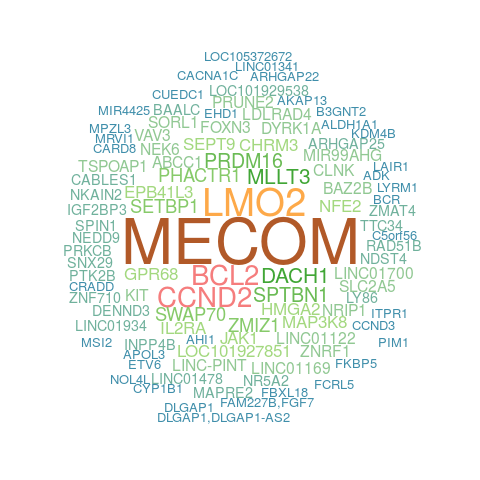 LOC105372672
LINC01341
CACNA1C ARHGAP22
LOC101929538
CUEDC1 PRUNE2 AKAP13
MIR4425 BAALC EHD1 LDLRAD4 B3GNT2
SORL1 FOXN3 DYRK1A ALDH1A1
MPZL3 VAV3 KDM4B
MRVI1 SEPT9 CHRM3 ARHGAP25
CARD8 NEK6 MIR99AHG
TSPOAP1 ABCC1 PRDM16 CLNK LAIR1
CABLES1 PHACTR1 MLLT3 ADK
NKAIN2 EPB41L3 BAZ2B LYRM1
IGF2BP3 SETBP1 LMO2 NFE2 BCR
ZMAT4
SPIN1 TTC34
NEDD9 MECOM C5orf56
PRKCB RAD51B
SNX29 NDST4
PTK2B GPR68 BCL2 DACH1 LINC01700
CRADD SLC2A5
ZNF710 KIT CCND2 SPTBN1 LY86
DENND3 SWAP70 HMGA2 NRIP1 ITPR1
LINC01934 IL2RA ZMIZ1 MAP3K8 CCND3
MSI2 INPP4B AHI1 JAK1 LINC01122 PIM1
APOL3 LOC101927851 ZNRF1
ETV6 LINC-PINT LINC01169 FKBP5
NOL4L LINC01478 NR5A2 FCRL5
CYP1B1 MAPRE2 FBXL18
DLGAP1 FAM227B,FGF7
DLGAP1,DLGAP1-AS2